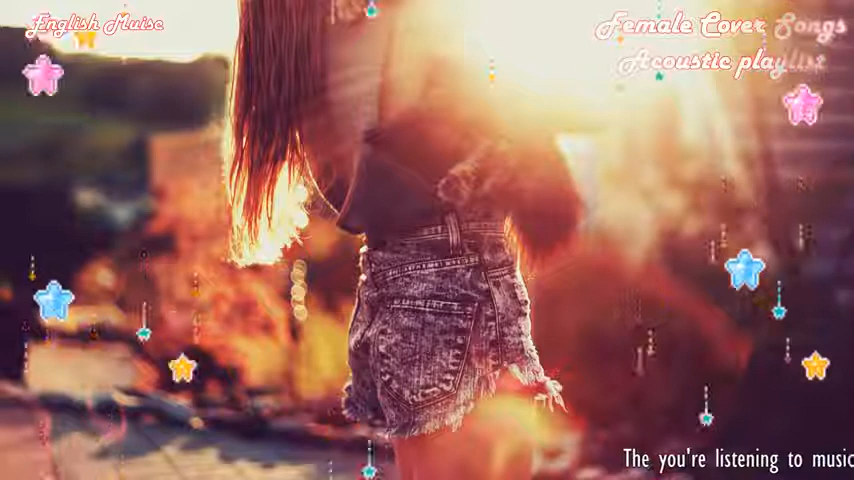 English Muisc
Female Cover Songs
Acoustic playlist
The you're listening to music